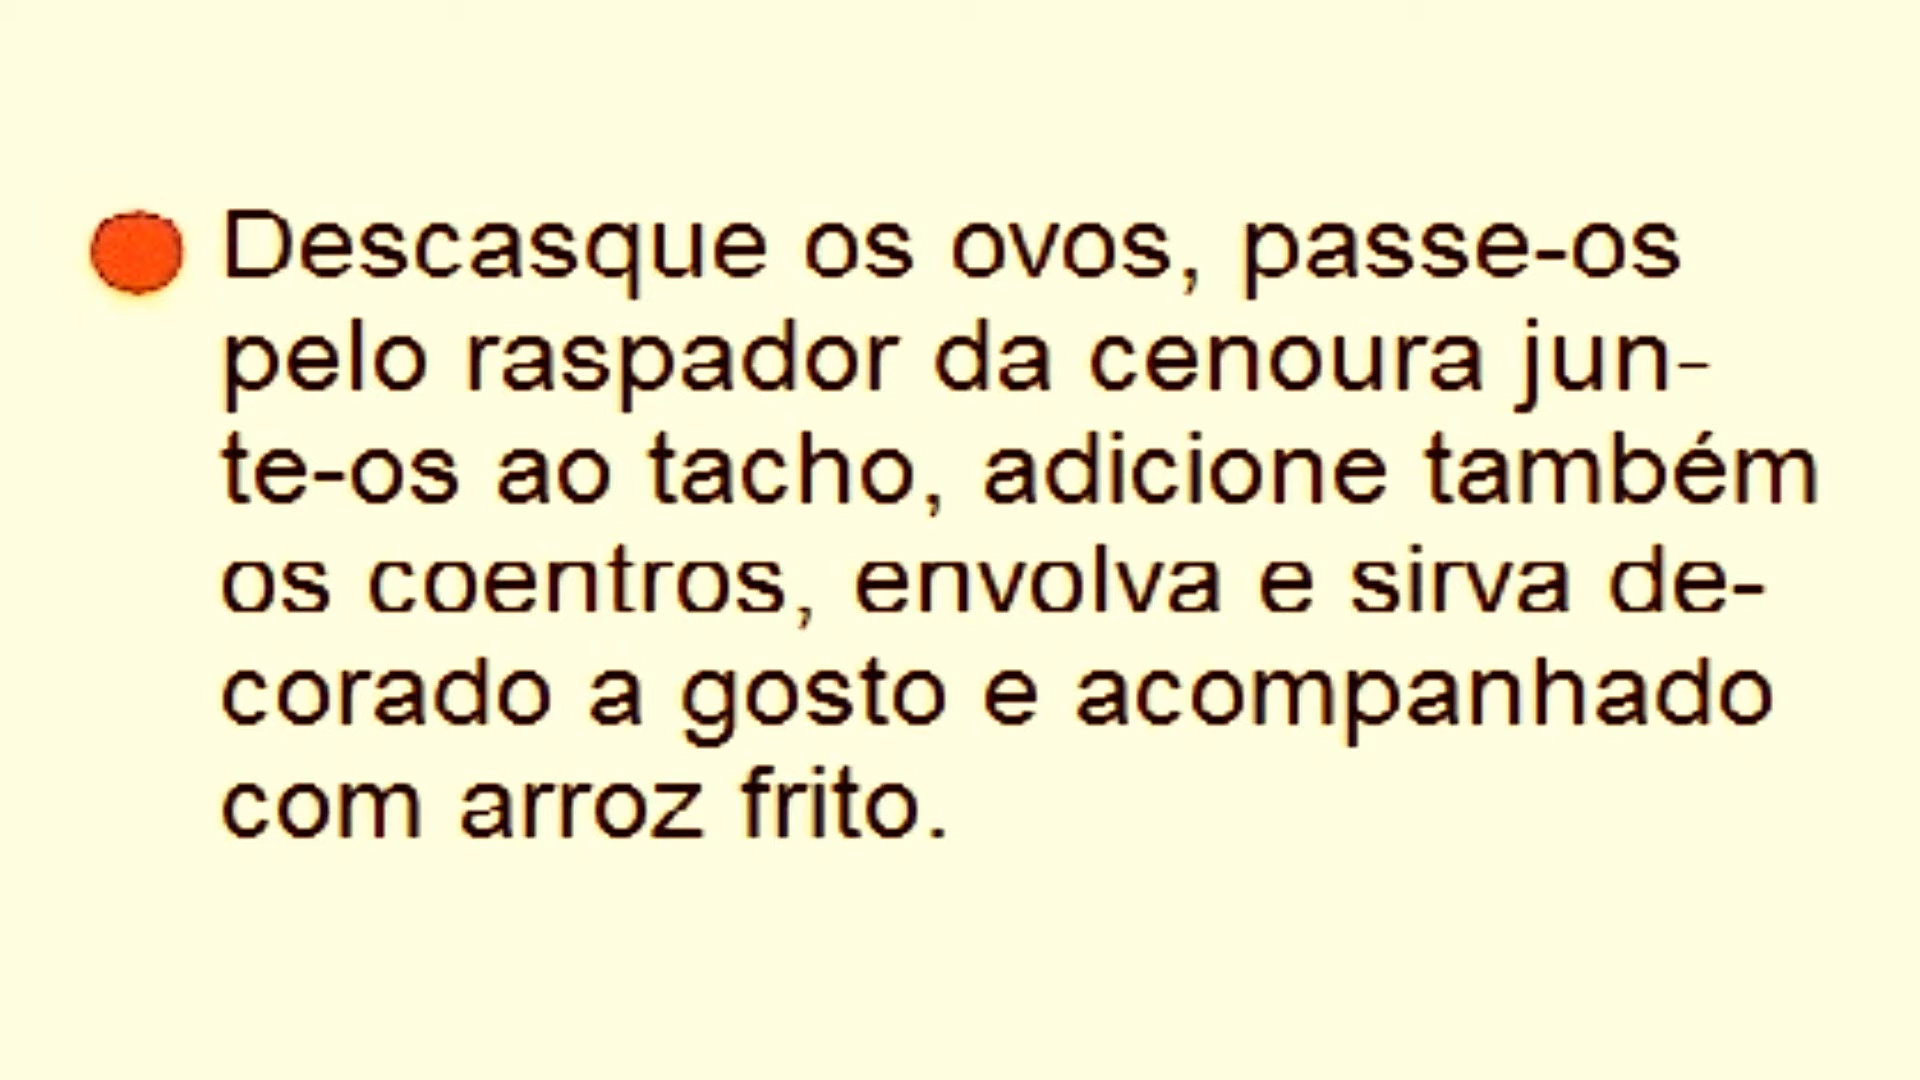 Descasque os ovos, passe-os
pelo raspador da cenoura jun-
te-os ao tacho, adicione também
os coentros, envolva e sirva de-
corado a gosto e acompanhado
com arroz frito.